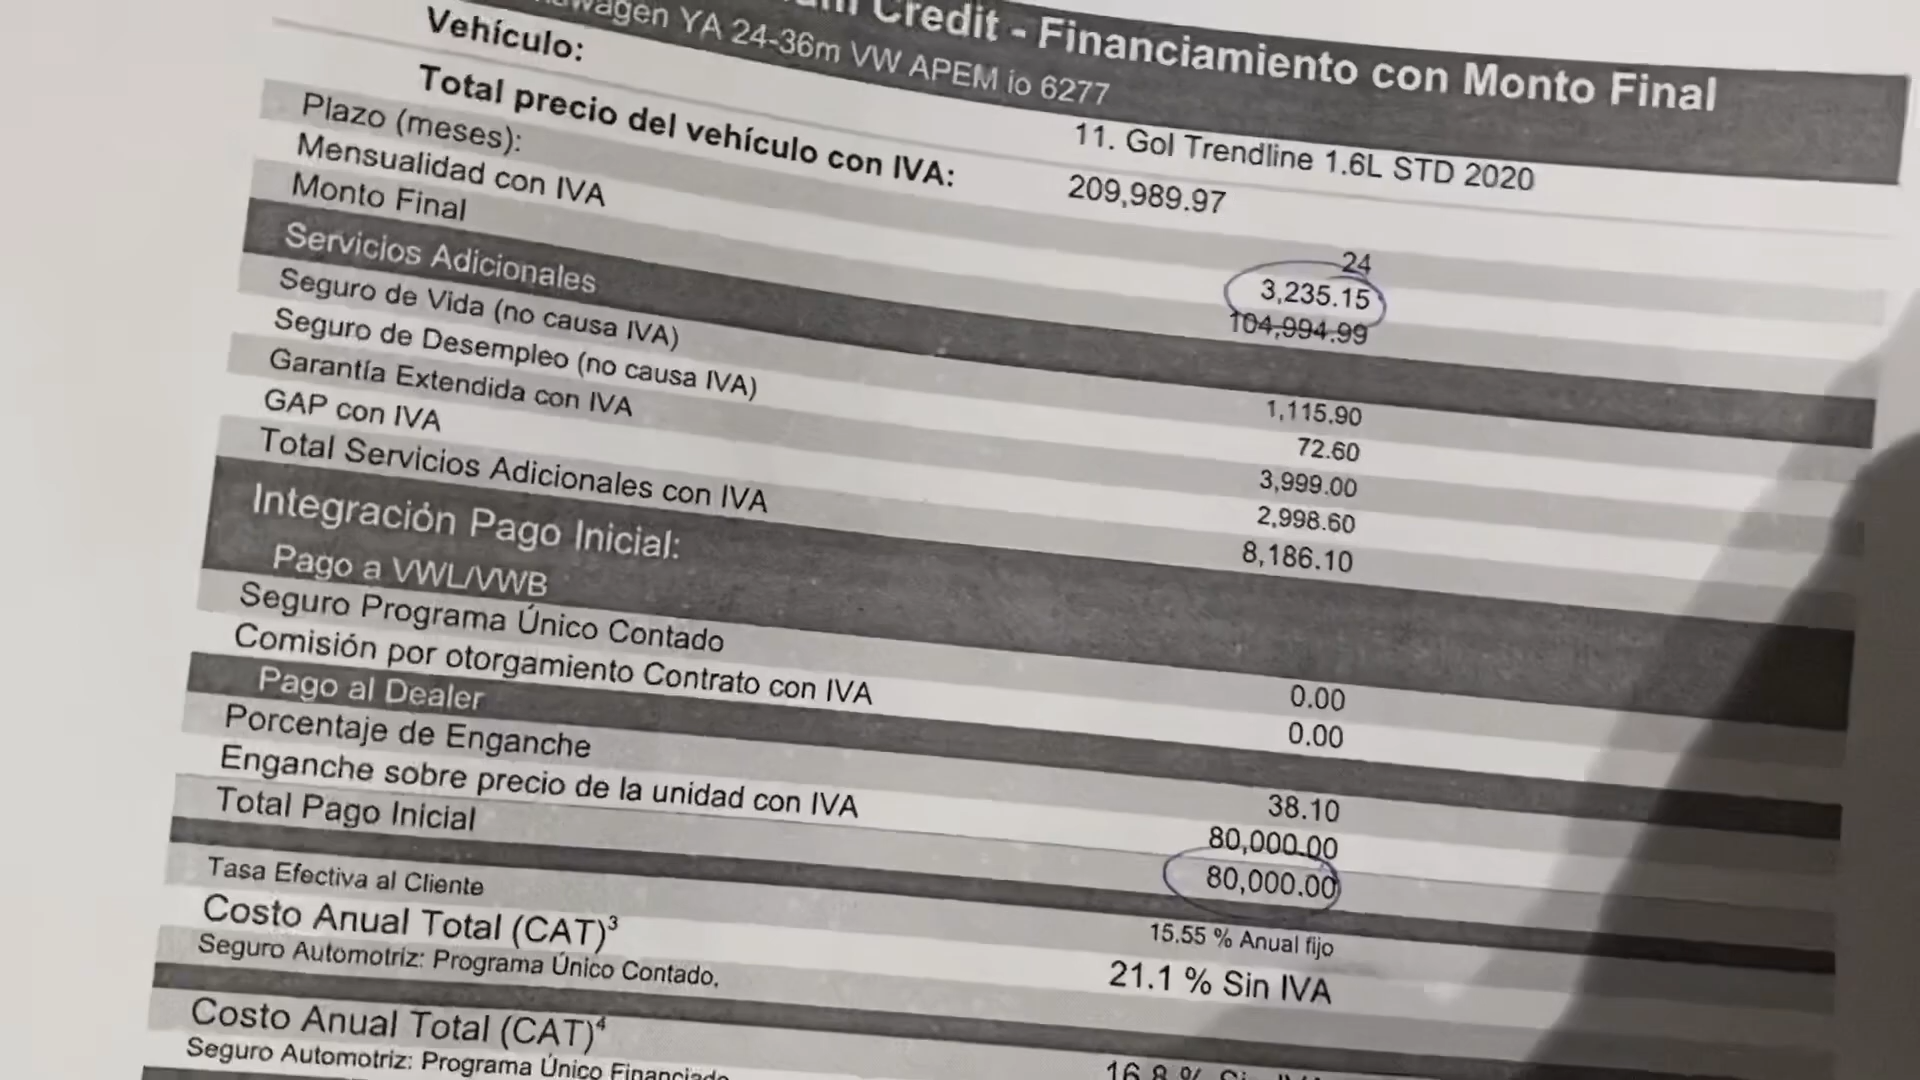 Credit - Financiamiento con Monto Final
YA 24-36m VW APEM io 6277
Vehículo: 11. Gol Trendline 1.6L STD 2020
Total precio del vehículo con IVA: 209,989.97
Plazo (meses): 24
Mensualidad con IVA 3,235.15
Monto Final 104,994.99
Servicios Adicionales
Seguro de Vida (no causa IVA) 1,115.90
Seguro de Desempleo (no causa IVA) 72.60
Garantía Extendida con IVA 3,999.00
GAP con IVA 2,998.60
Total Servicios Adicionales con IVA 8,186.10
Integración Pago Inicial:
Pago a VWL/VWB
Seguro Programa Único Contado 0.00
Comisión por otorgamiento Contrato con IVA 0.00
Pago al Dealer
Porcentaje de Enganche 38.10
Enganche sobre precio de la unidad con IVA 80,000.00
Total Pago Inicial 80,000.00
Tasa Efectiva al Cliente 15.55 % Anual fijo
Costo Anual Total (CAT)³ 21.1 % Sin IVA
Seguro Automotriz: Programa Único Contado,
Costo Anual Total (CAT)⁴ 16.8 %
Seguro Automotriz: Programa Único Financiado